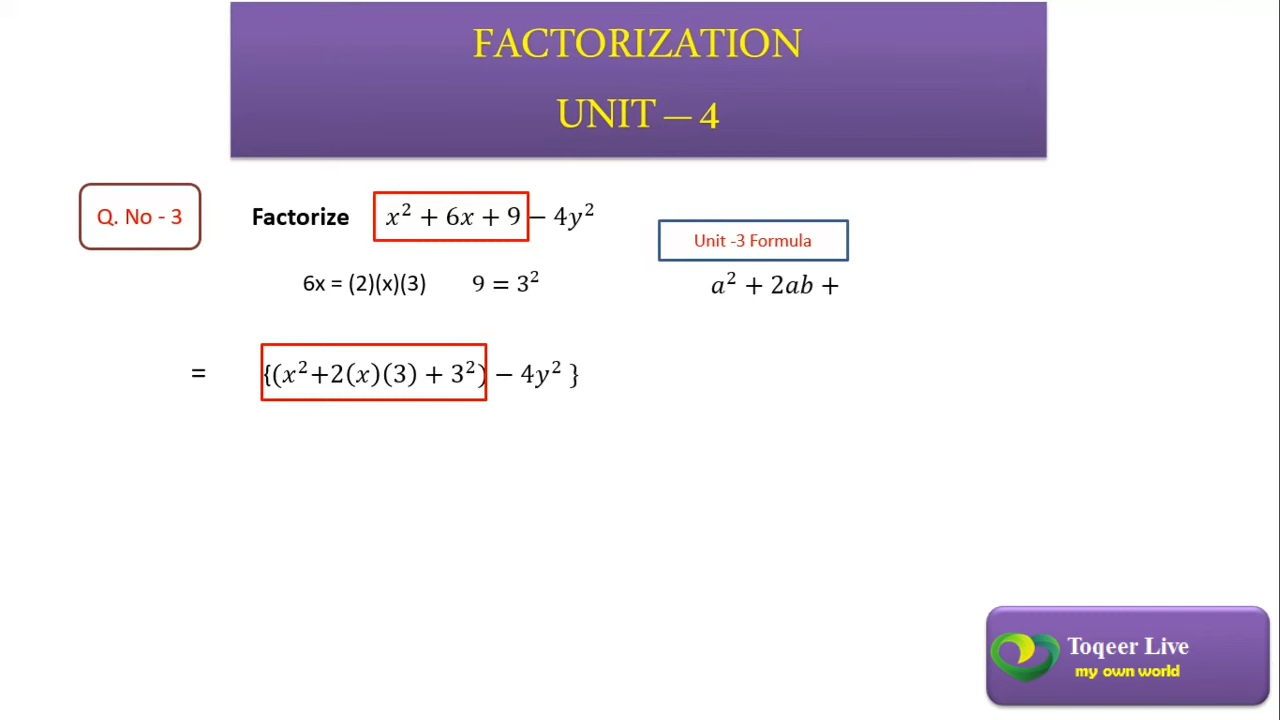 FACTORIZATION
UNIT – 4
Q. No - 3
Factorize x² + 6x + 9 − 4y²
Unit -3 Formula
6x = (2)(x)(3) 9 = 3²
a² + 2ab +
= {(x²+2(x)(3) + 3²) − 4y² }
Toqeer Live
my own world